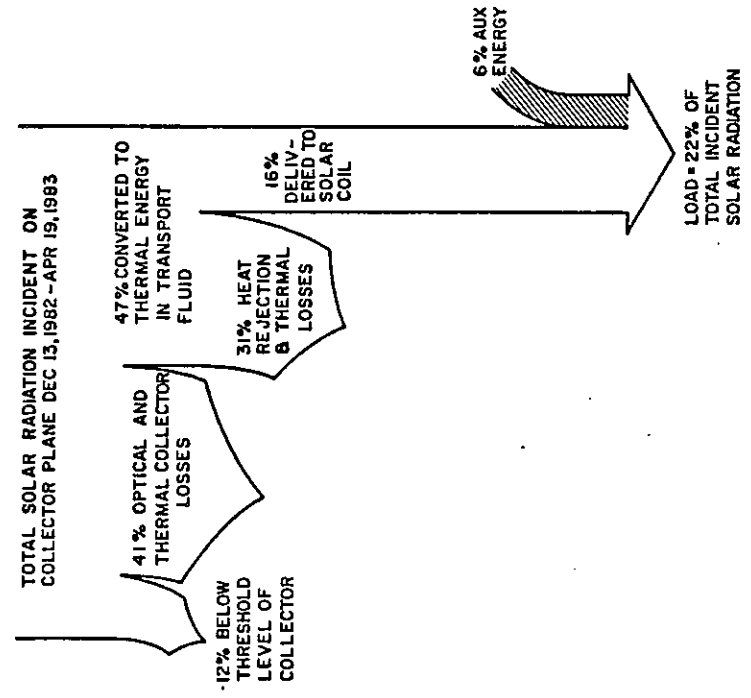 TOTAL SOLAR RADIATION INCIDENT ON
COLLECTOR PLANE DEC 13,1982-APR 19,1983
47% CONVERTED TO
THERMAL ENERGY
IN TRANSPORT
FLUID
41% OPTICAL AND
THERMAL COLLECTOR
LOSSES
12% BELOW
THRESHOLD
LEVEL OF
COLLECTOR
31% HEAT
REJECTION
& THERMAL
LOSSES
16%
DELIV-
ERED TO
SOLAR
COIL
6% AUX
ENERGY
LOAD = 22% OF
TOTAL INCIDENT
SOLAR RADIATION